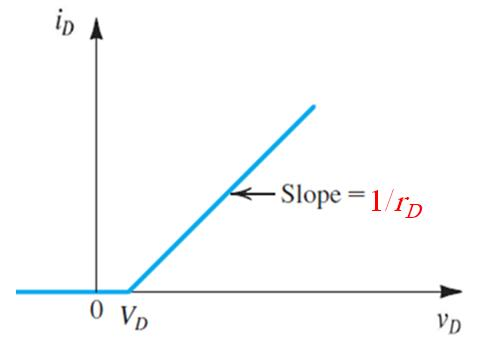 i_D
Slope = 1/r_D
0 V_D
v_D